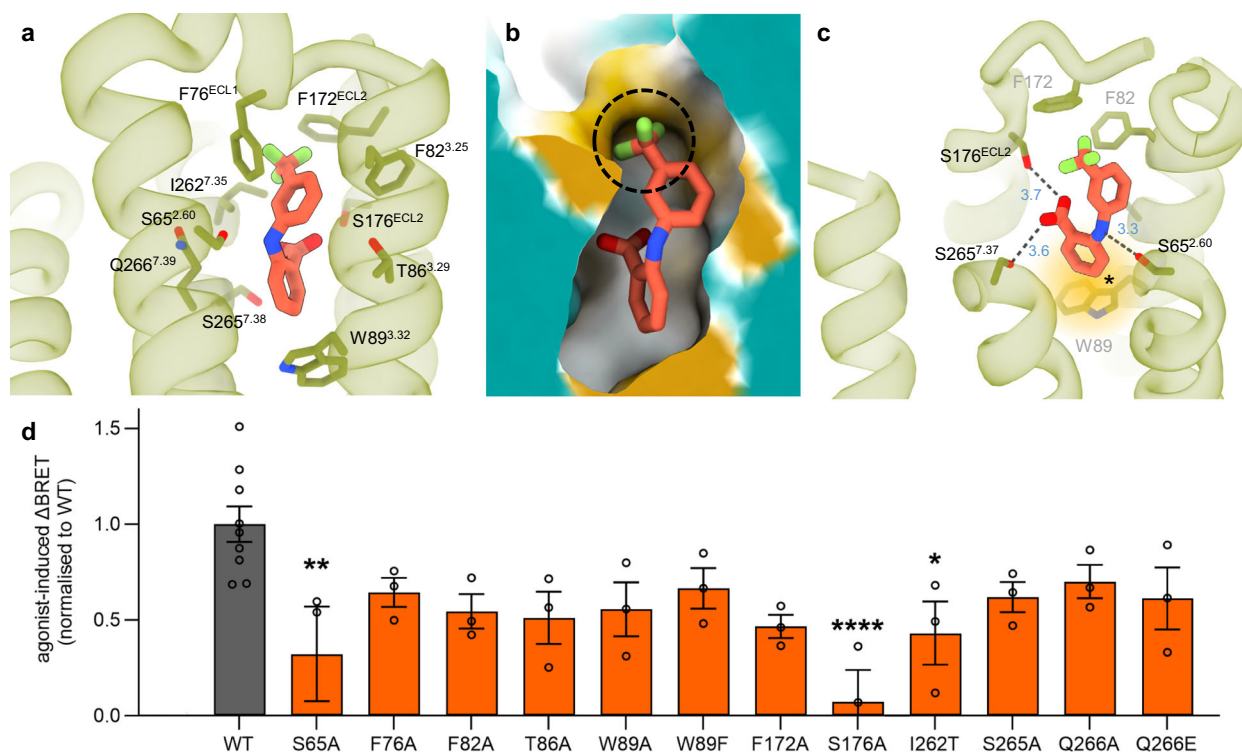 a
F76ECL1
F172ECL2
F823.25
I2627.35
S652.60
S176ECL2
Q2667.39
T863.29
S2657.38
W893.32
b
c
F172
F82
S176ECL2
3.7
3.3
S2657.37
3.6
S652.60
*
W89
d
agonist-induced ΔBRET
(normalised to WT)
1.5
1.0
0.5
0.0
**
****
*
WT S65A F76A F82A T86A W89A W89F F172A S176A I262T S265A Q266A Q266E